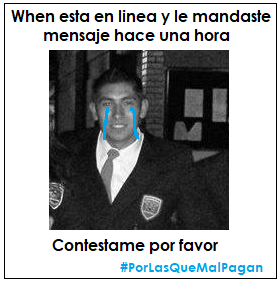 When esta en linea y le mandaste
mensaje hace una hora
Contestame por favor
#PorLasQueMalPagan